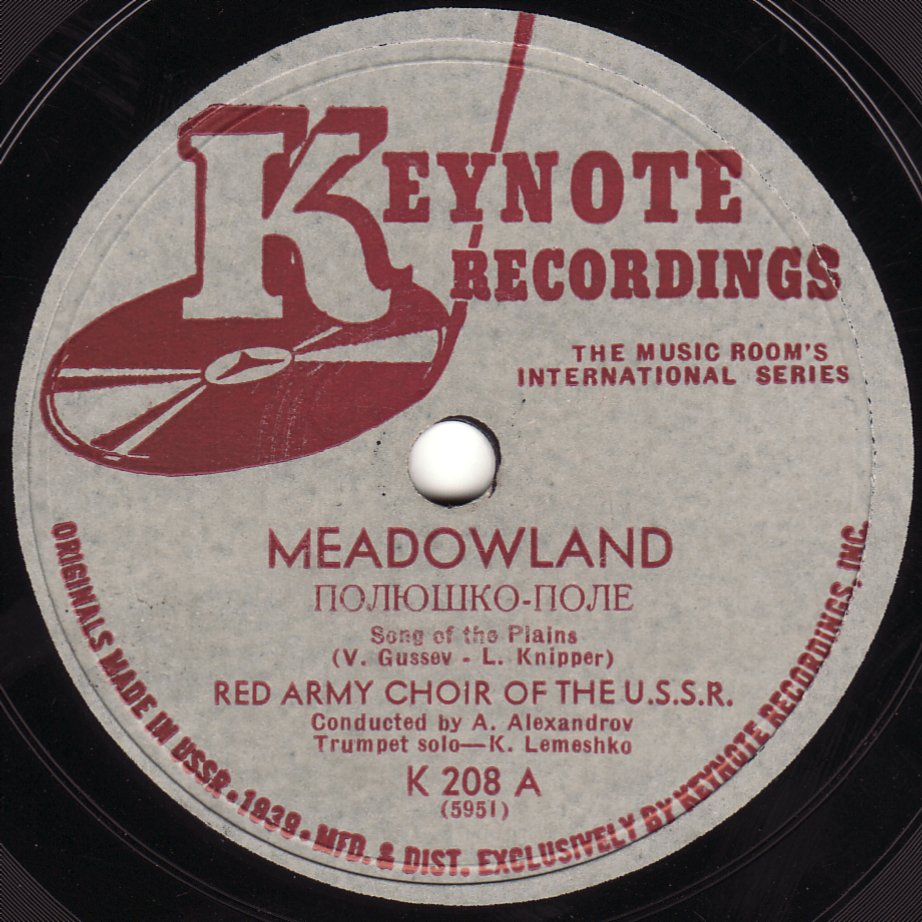 KEYNOTE
RECORDINGS
THE MUSIC ROOM'S
INTERNATIONAL SERIES
MEADOWLAND
ПОЛЮШКО-ПОЛЕ
Song of the Plains
(V. Gussev - L. Knipper)
RED ARMY CHOIR OF THE U.S.S.R.
Conducted by A. Alexandrov
Trumpet solo—K. Lemeshko
K 208 A
(5951)
ORIGINALS MADE IN USSR • 1939 • MFD. & DIST. EXCLUSIVELY BY KEYNOTE RECORDINGS, INC.